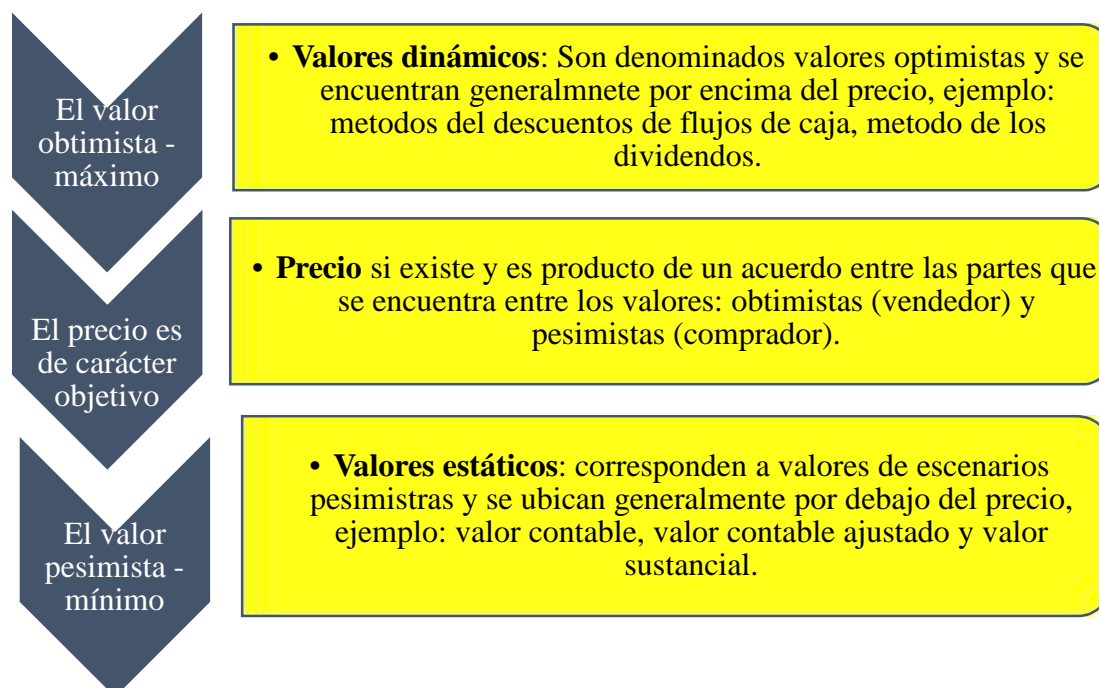 El valor
obtimista -
máximo
• Valores dinámicos: Son denominados valores optimistas y se
encuentran generalmnete por encima del precio, ejemplo:
metodos del descuentos de flujos de caja, metodo de los
dividendos.
El precio es
de carácter
objetivo
• Precio si existe y es producto de un acuerdo entre las partes que
se encuentra entre los valores: obtimistas (vendedor) y
pesimistas (comprador).
El valor
pesimista -
mínimo
• Valores estáticos: corresponden a valores de escenarios
pesimistras y se ubican generalmente por debajo del precio,
ejemplo: valor contable, valor contable ajustado y valor
sustancial.